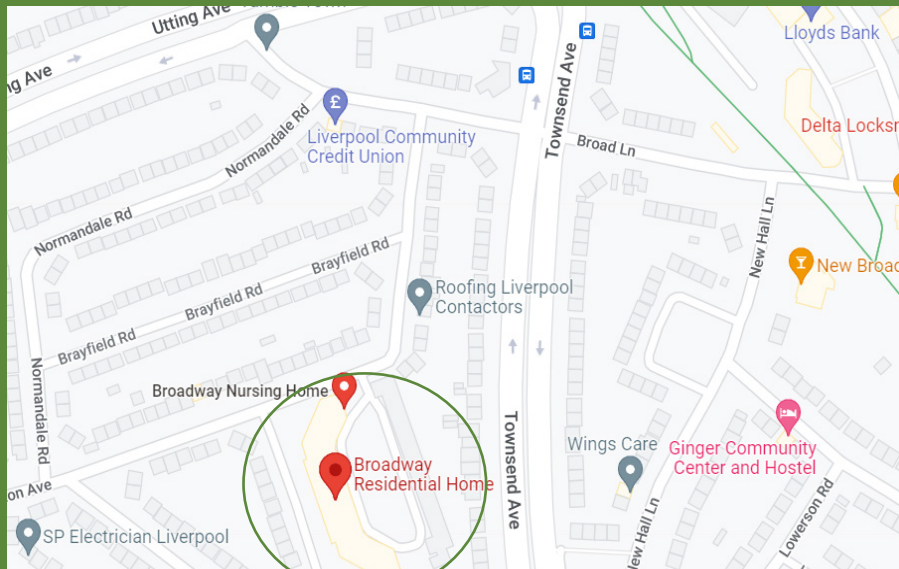 Utting Ave
Lloyds Bank
ng Ave
Townsend Ave
£
Liverpool Community
Credit Union
Delta Locksr
Broad Ln
Normandale Rd
Normandale Rd
New Hall Ln
Brayfield Rd
New Broad
Brayfield Rd
Roofing Liverpool
Contactors
Brayfield Rd
Normandale Rd
Broadway Nursing Home
Townsend Ave
Wings Care
Ginger Community
Center and Hostel
Broadway
Residential Home
on Ave
New Hall Ln
Lowerson Rd
SP Electrician Liverpool